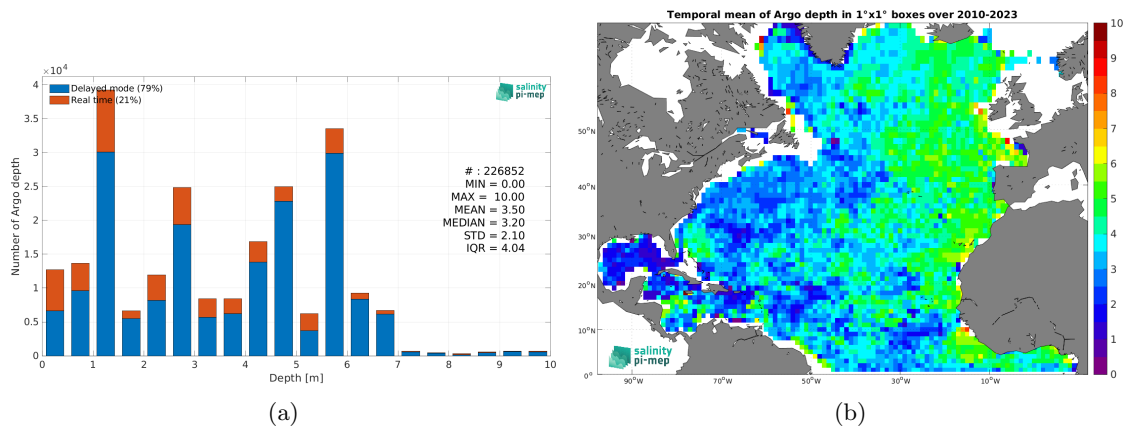 ×10⁴
Delayed mode (79%)
Real time (21%)
salinity
pi-mep
4
3.5
3
2.5
2
1.5
1
0.5
0
Number of Argo depth
# : 226852
MIN = 0.00
MAX = 10.00
MEAN = 3.50
MEDIAN = 3.20
STD = 2.10
IQR = 4.04
0 1 2 3 4 5 6 7 8 9 10
Depth [m]
(a)
Temporal mean of Argo depth in 1°x1° boxes over 2010-2023
50°N
40°N
30°N
20°N
10°N
0°
90°W 70°W 50°W 30°W 10°W
salinity
pi-mep
10
9
8
7
6
5
4
3
2
1
0
(b)